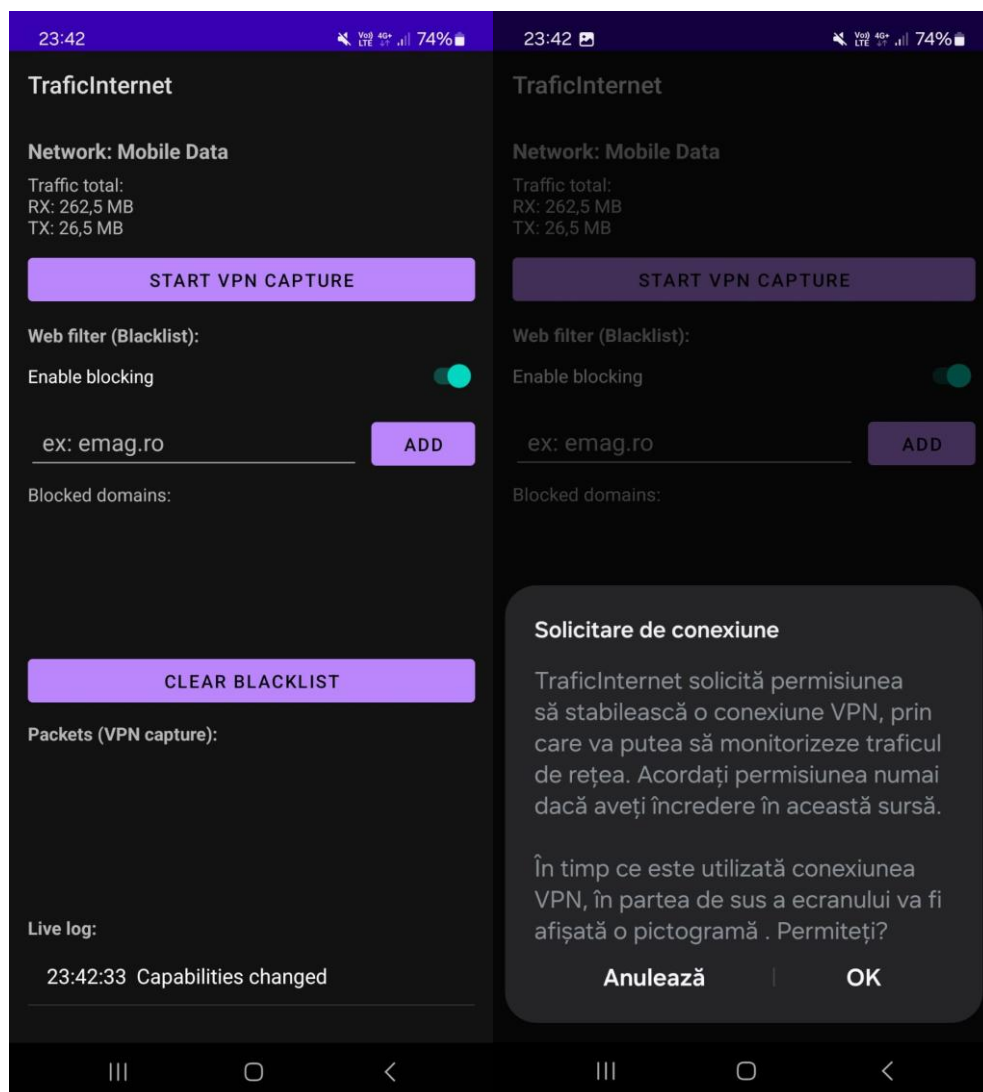 23:42
Vo)) 4G+
LTE 74%
TraficInternet
Network: Mobile Data
Traffic total:
RX: 262,5 MB
TX: 26,5 MB
START VPN CAPTURE
Web filter (Blacklist):
Enable blocking
ex: emag.ro
ADD
Blocked domains:
CLEAR BLACKLIST
Packets (VPN capture):
Live log:
23:42:33 Capabilities changed
23:42
Vo)) 4G+
LTE 74%
TraficInternet
Network: Mobile Data
Traffic total:
RX: 262,5 MB
TX: 26,5 MB
START VPN CAPTURE
Web filter (Blacklist):
Enable blocking
ex: emag.ro
ADD
Blocked domains:
Solicitare de conexiune
TraficInternet solicită permisiunea
să stabilească o conexiune VPN, prin
care va putea să monitorizeze traficul
de rețea. Acordați permisiunea numai
dacă aveți încredere în această sursă.
În timp ce este utilizată conexiunea
VPN, în partea de sus a ecranului va fi
afișată o pictogramă . Permiteți?
Anulează
OK